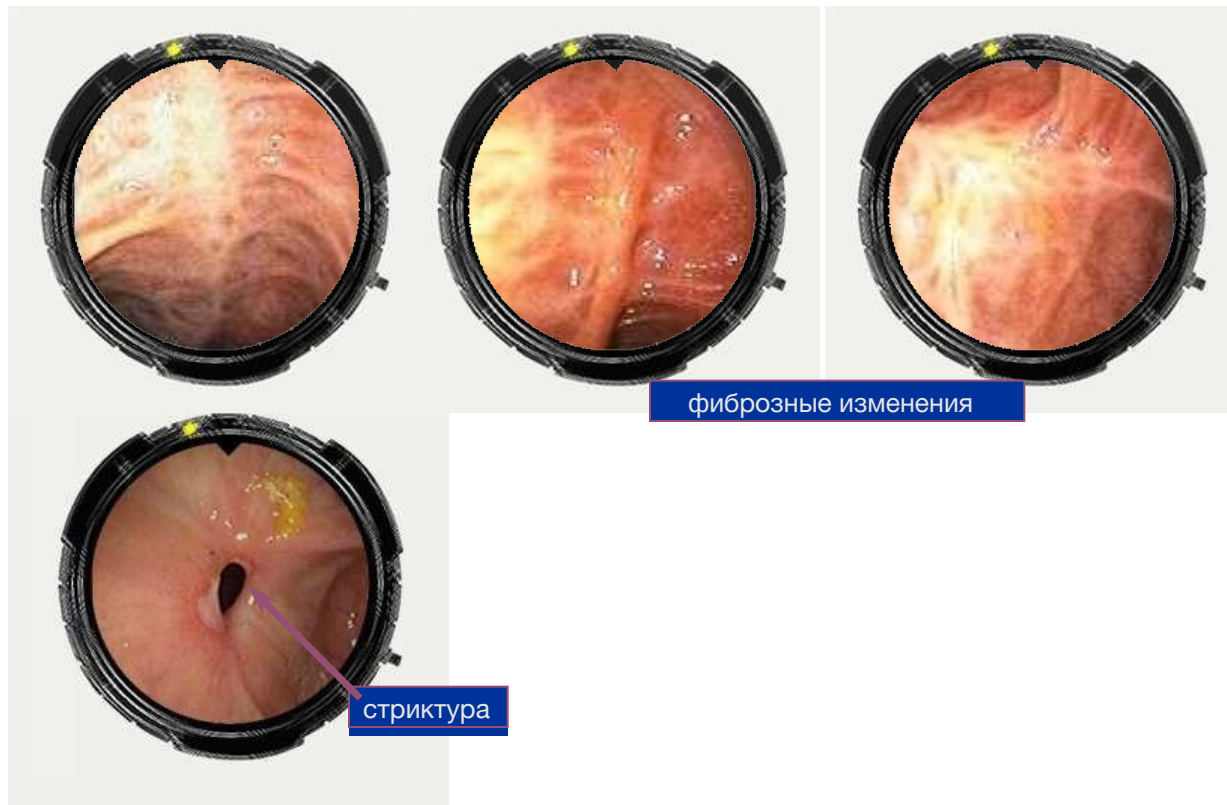 фиброзные изменения
стриктура